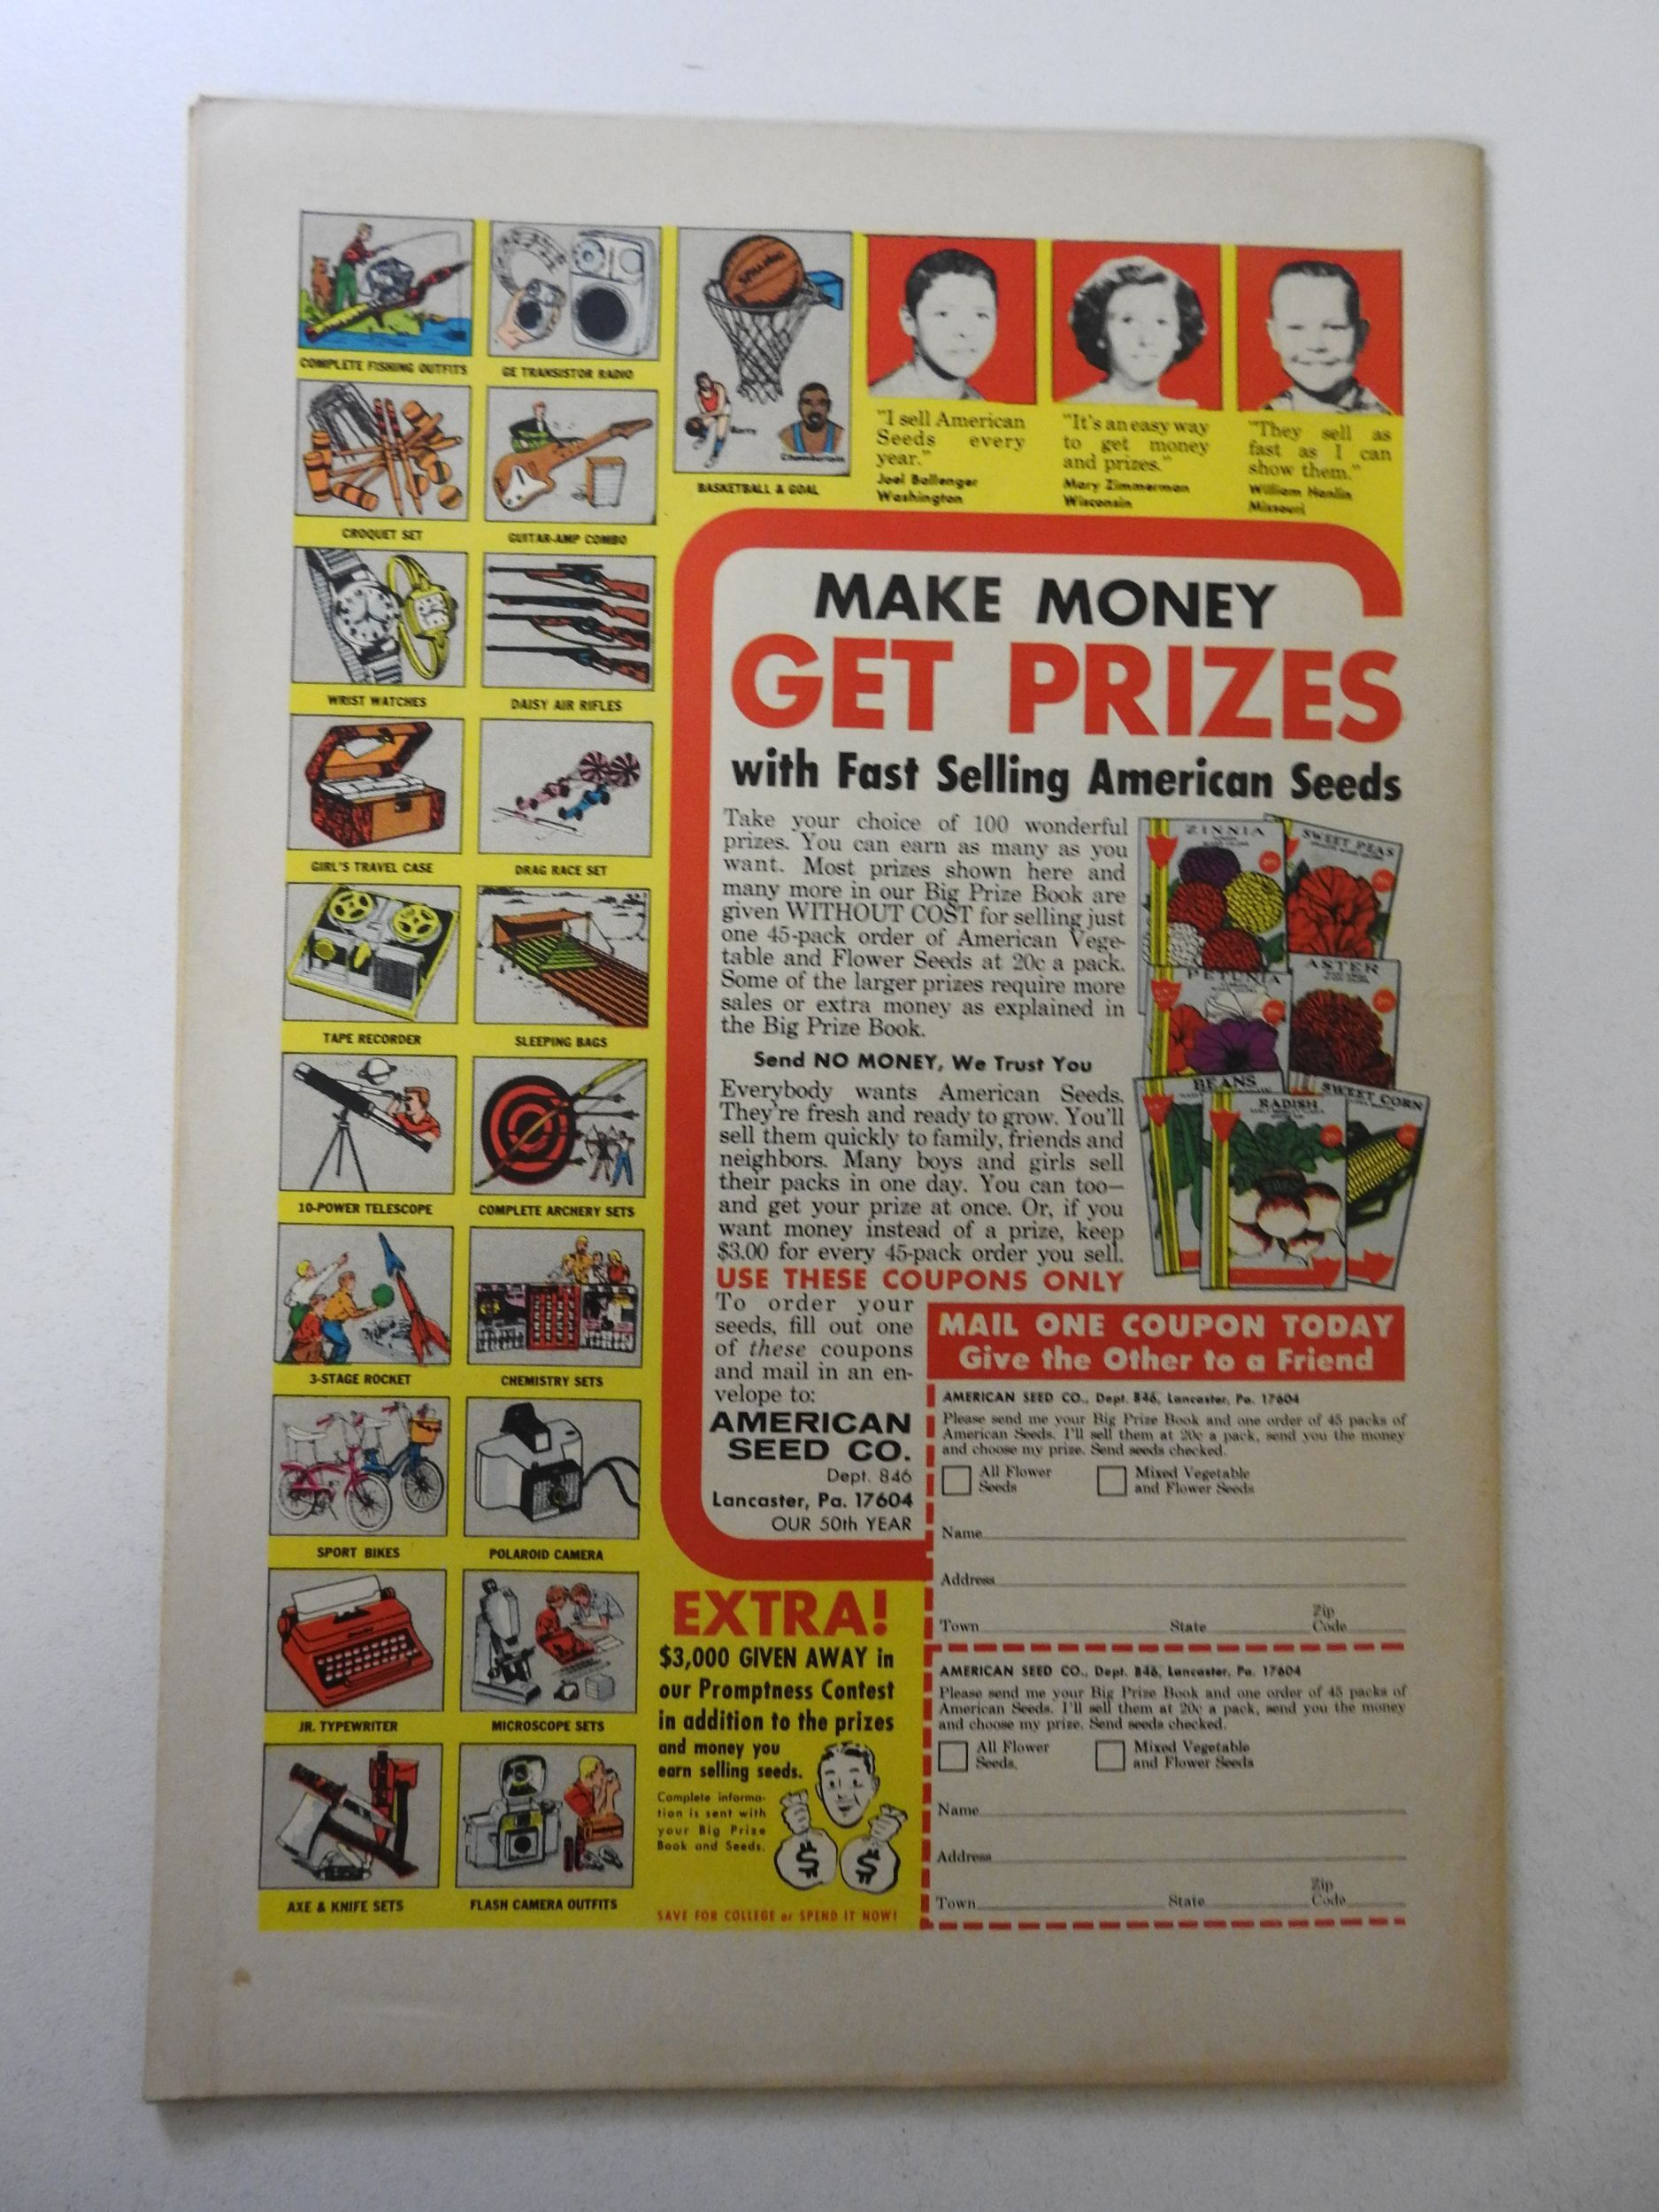 COMPLETE FISHING OUTFITS
GE TRANSISTOR RADIO
SPALDING
Barry
Chamberlain
BASKETBALL & GOAL
"I sell American
Seeds every
year."
Joel Ballenger
Washington
"It's an easy way
to get money
and prizes."
Mary Zimmerman
Wisconsin
"They sell as
fast as I can
show them."
William Hanlin
Missouri
CROQUET SET
GUITAR-AMP COMBO
WRIST WATCHES
DAISY AIR RIFLES
GIRL'S TRAVEL CASE
DRAG RACE SET
TAPE RECORDER
SLEEPING BAGS
10-POWER TELESCOPE
COMPLETE ARCHERY SETS
3-STAGE ROCKET
CHEMISTRY SETS
SPORT BIKES
POLAROID CAMERA
JR. TYPEWRITER
MICROSCOPE SETS
AXE & KNIFE SETS
FLASH CAMERA OUTFITS
MAKE MONEY
GET PRIZES
with Fast Selling American Seeds
Take your choice of 100 wonderful
prizes. You can earn as many as you
want. Most prizes shown here and
many more in our Big Prize Book are
given WITHOUT COST for selling just
one 45-pack order of American Vege-
table and Flower Seeds at 20c a pack.
Some of the larger prizes require more
sales or extra money as explained in
the Big Prize Book.
Send NO MONEY, We Trust You
Everybody wants American Seeds.
They're fresh and ready to grow. You'll
sell them quickly to family, friends and
neighbors. Many boys and girls sell
their packs in one day. You can too—
and get your prize at once. Or, if you
want money instead of a prize, keep
$3.00 for every 45-pack order you sell.
ZINNIA
SWEET PEAS
PETUNIA
ASTER
BEANS
RADISH
SWEET CORN
USE THESE COUPONS ONLY
To order your
seeds, fill out one
of these coupons
and mail in an en-
velope to:
AMERICAN
SEED CO.
Dept. 846
Lancaster, Pa. 17604
OUR 50th YEAR
MAIL ONE COUPON TODAY
Give the Other to a Friend
AMERICAN SEED CO., Dept. 846, Lancaster, Pa. 17604
Please send me your Big Prize Book and one order of 45 packs of
American Seeds. I'll sell them at 20c a pack, send you the money
and choose my prize. Send seeds checked.
All Flower
Seeds
Mixed Vegetable
and Flower Seeds
Name
Address
Town State Zip
Code
AMERICAN SEED CO., Dept. 846, Lancaster, Pa. 17604
Please send me your Big Prize Book and one order of 45 packs of
American Seeds. I'll sell them at 20c a pack, send you the money
and choose my prize. Send seeds checked.
All Flower
Seeds.
Mixed Vegetable
and Flower Seeds
Name
Address
Town State Zip
Code
EXTRA!
$3,000 GIVEN AWAY in
our Promptness Contest
in addition to the prizes
and money you
earn selling seeds.
Complete informa-
tion is sent with
your Big Prize
Book and Seeds.
$ $
SAVE FOR COLLEGE or SPEND IT NOW!